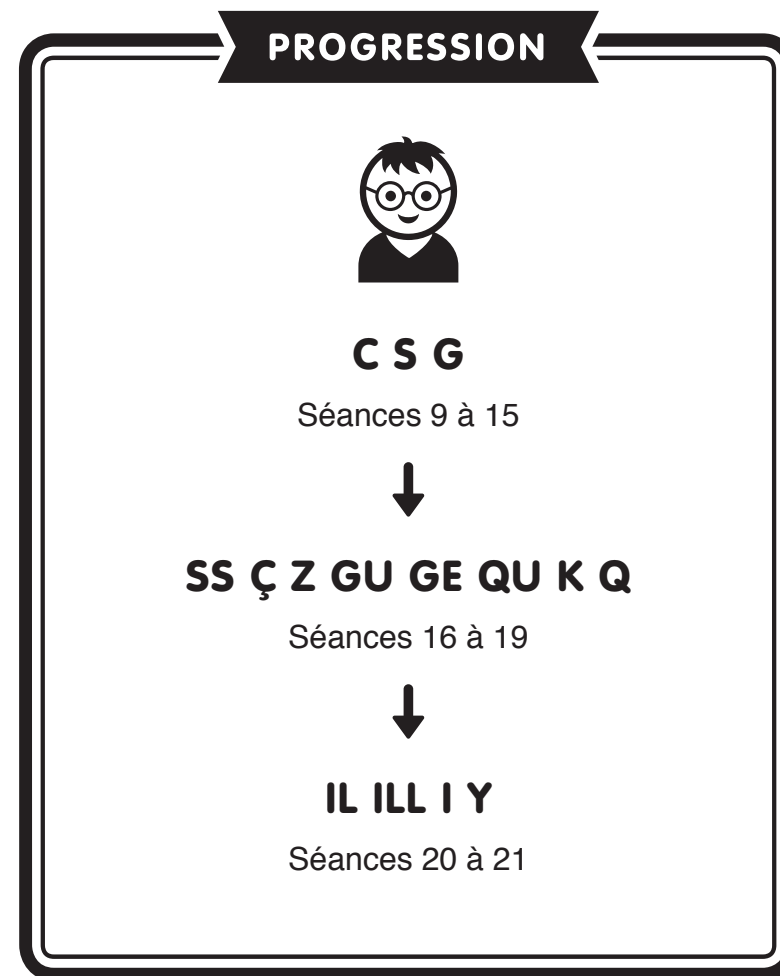 PROGRESSION
C S G
Séances 9 à 15
SS Ç Z GU GE QU K Q
Séances 16 à 19
IL ILL I Y
Séances 20 à 21